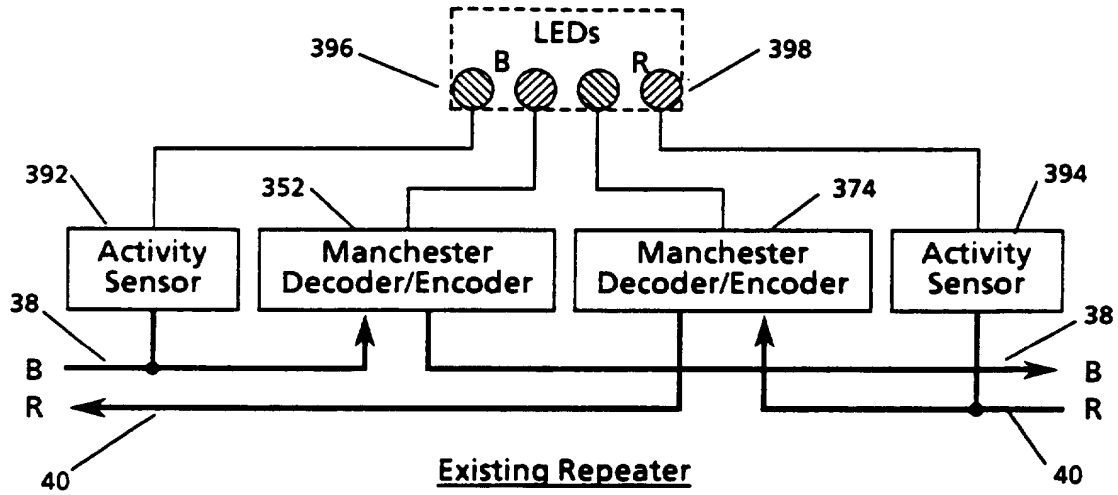 LEDs
396
B
R
398
392
352
374
394
Activity
Sensor
Manchester
Decoder/Encoder
Manchester
Decoder/Encoder
Activity
Sensor
38
38
B
B
R
R
40
40
Existing Repeater